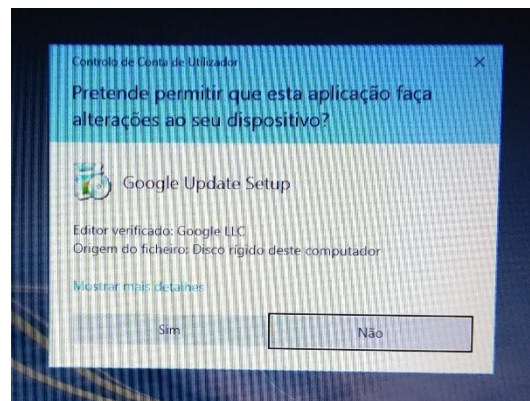 Controlo de Conta de Utilizador
Pretende permitir que esta aplicação faça
alterações ao seu dispositivo?
Google Update Setup
Editor verificado: Google LLC
Origem do ficheiro: Disco rígido deste computador
Mostrar mais detalhes
Sim
Não